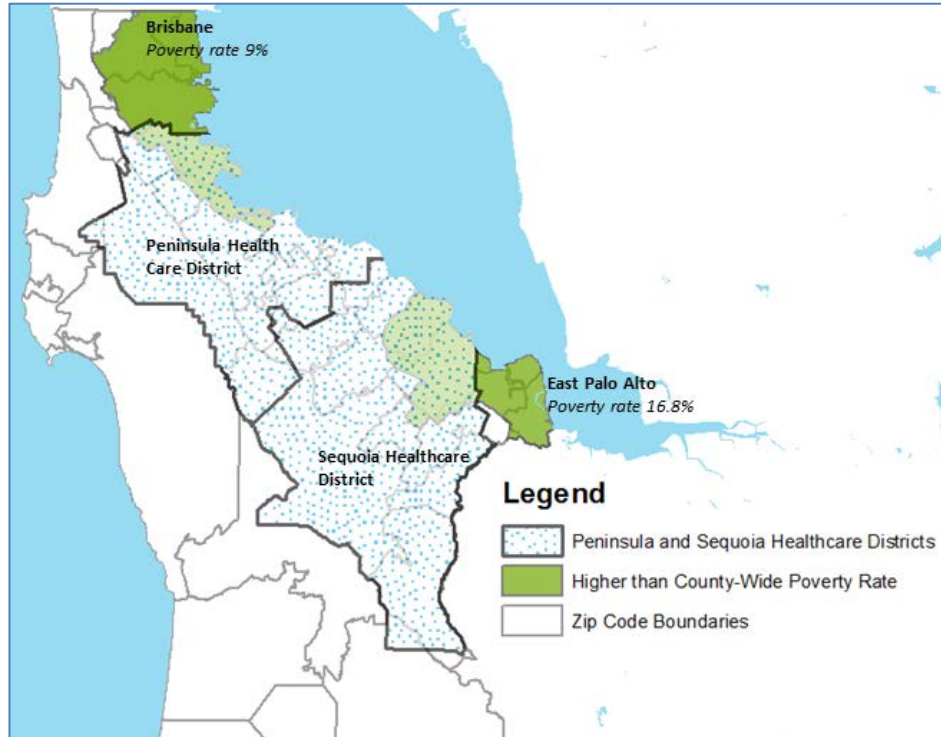 Brisbane
Poverty rate 9%
Peninsula Health
Care District
East Palo Alto
Poverty rate 16.8%
Sequoia Healthcare
District
Legend
Peninsula and Sequoia Healthcare Districts
Higher than County-Wide Poverty Rate
Zip Code Boundaries